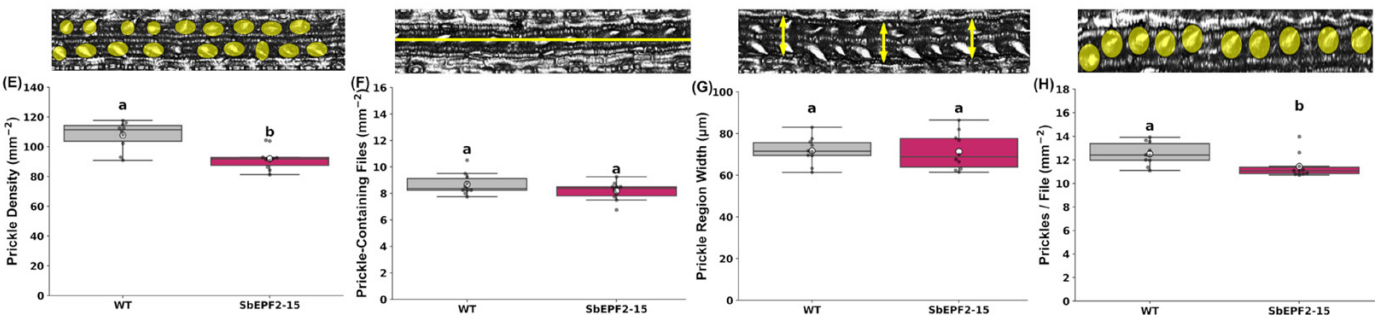 (E)
Prickle Density (mm⁻²)
140
120
100
80
60
40
20
0
a
b
WT
SbEPF2-15
(F)
Prickle-Containing Files (mm⁻²)
16
14
12
10
8
6
4
2
0
a
a
WT
SbEPF2-15
(G)
Prickle Region Width (μm)
100
80
60
40
20
0
a
a
WT
SbEPF2-15
(H)
Prickles / File (mm⁻²)
18
16
14
12
10
8
6
4
2
0
a
b
WT
SbEPF2-15